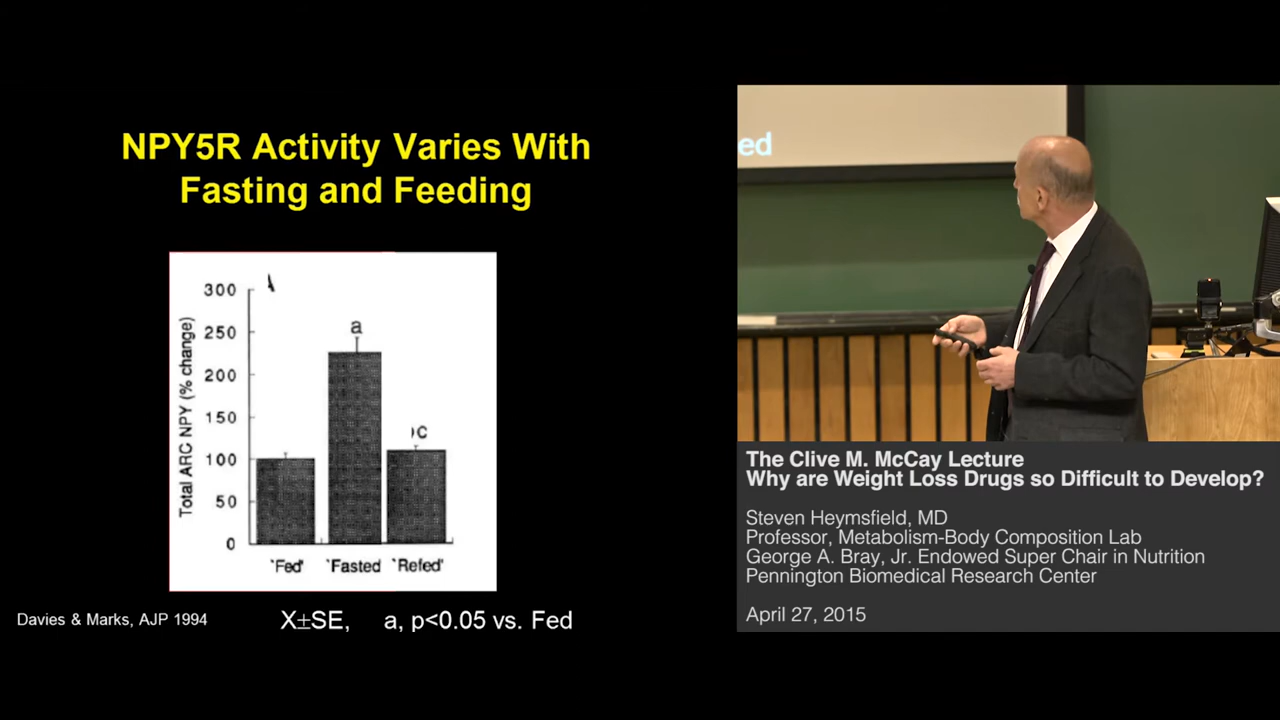 NPY5R Activity Varies With
Fasting and Feeding
300
250
200
150
100
50
0
Total ARC NPY (% change)
a
c
'Fed'
'Fasted
'Refed'
Davies & Marks, AJP 1994
X±SE, a, p<0.05 vs. Fed
ed
The Clive M. McCay Lecture
Why are Weight Loss Drugs so Difficult to Develop?
Steven Heymsfield, MD
Professor, Metabolism-Body Composition Lab
George A. Bray, Jr. Endowed Super Chair in Nutrition
Pennington Biomedical Research Center
April 27, 2015